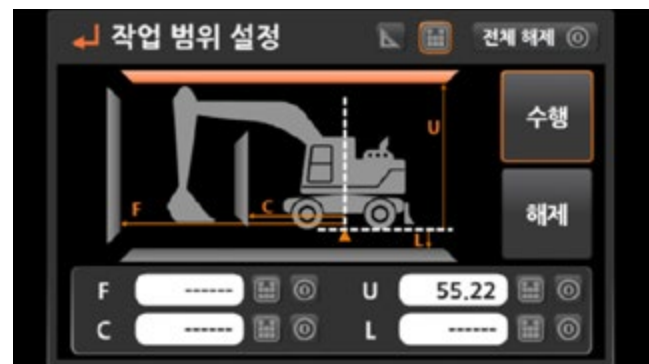 작업 범위 설정
전체 해제
수행
U
C
F
L
해제
F ------ U 55.22
C ------ L ------